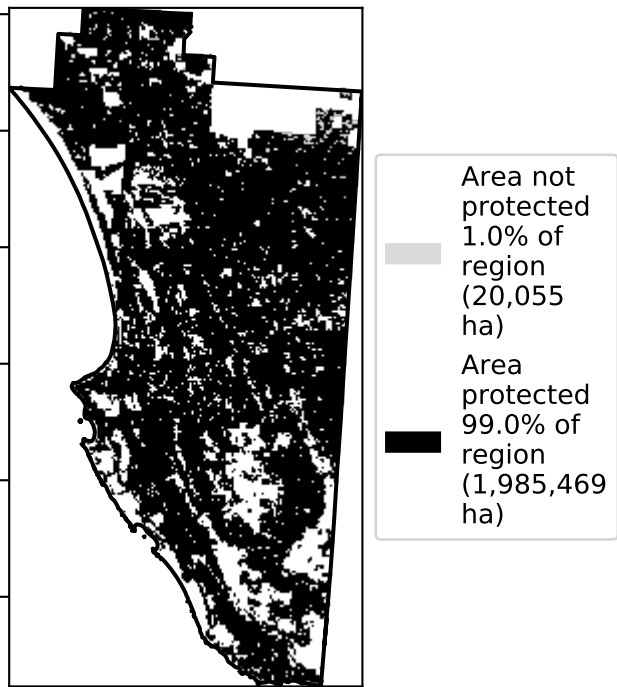 Area not
protected
1.0% of
region
(20,055
ha)
Area
protected
99.0% of
region
(1,985,469
ha)